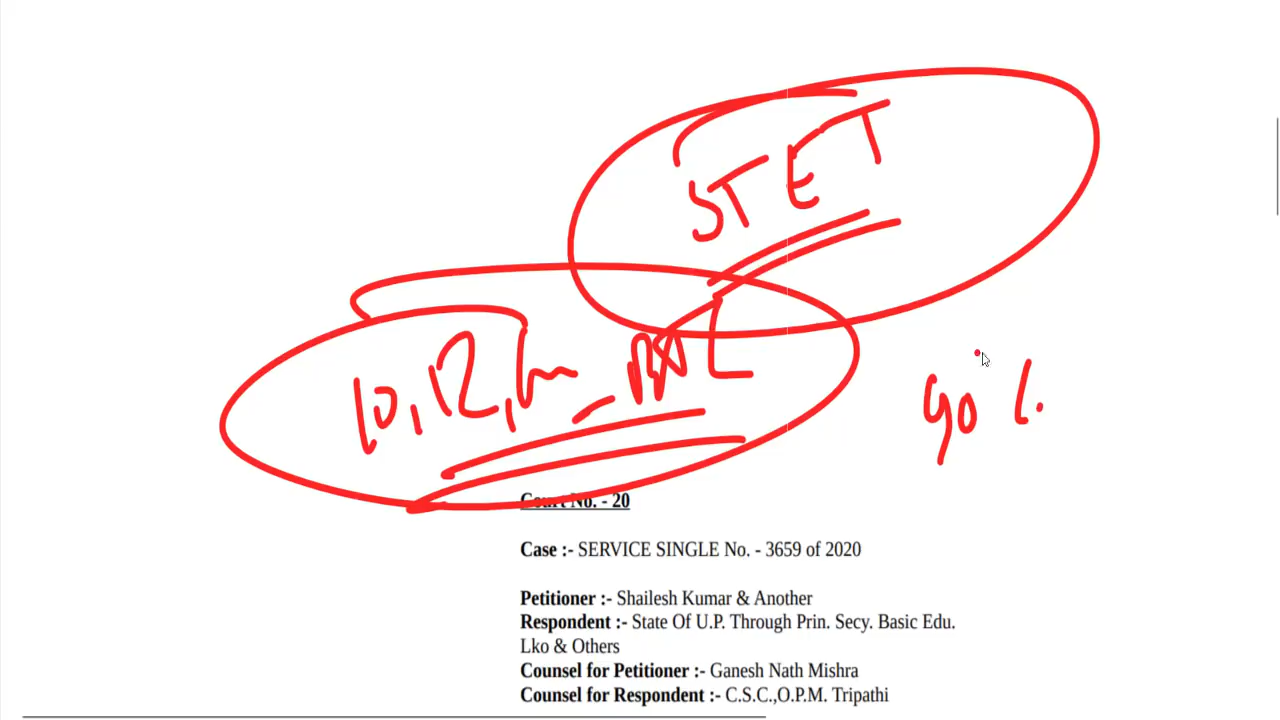 STET
10,12,
90 %
Court No. - 20
Case :- SERVICE SINGLE No. - 3659 of 2020
Petitioner :- Shailesh Kumar & Another
Respondent :- State Of U.P. Through Prin. Secy. Basic Edu.
Lko & Others
Counsel for Petitioner :- Ganesh Nath Mishra
Counsel for Respondent :- C.S.C.,O.P.M. Tripathi